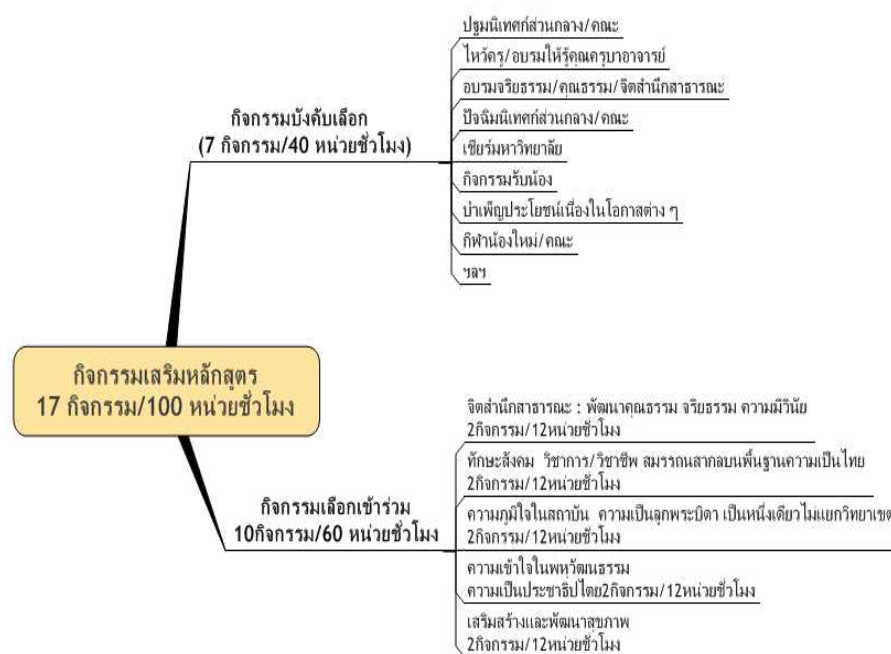 ปฐมนิเทศก์ส่วนกลาง/คณะ
ไหว้ครู/อบรมให้รู้คุณครูบาอาจารย์
อบรมจริยธรรม/คุณธรรม/จิตสำนึกสาธารณะ
ปัจฉิมนิเทศก์ส่วนกลาง/คณะ
เชียร์มหาวิทยาลัย
กิจกรรมรับน้อง
บำเพ็ญประโยชน์เนื่องในโอกาสต่าง ๆ
กีฬาน้องใหม่/คณะ
ฯลฯ
กิจกรรมบังคับเลือก
(7 กิจกรรม/40 หน่วยชั่วโมง)
กิจกรรมเสริมหลักสูตร
17 กิจกรรม/100 หน่วยชั่วโมง
กิจกรรมเลือกเข้าร่วม
10กิจกรรม/60 หน่วยชั่วโมง
จิตสำนึกสาธารณะ : พัฒนาคุณธรรม จริยธรรม ความมีวินัย
2กิจกรรม/12หน่วยชั่วโมง
ทักษะสังคม วิชาการ/วิชาชีพ สมรรถนสากลบนพื้นฐานความเป็นไทย
2กิจกรรม/12หน่วยชั่วโมง
ความภูมิใจในสถาบัน ความเป็นลูกพระบิดา เป็นหนึ่งเดียวไม่แยกวิทยาเขต
2กิจกรรม/12หน่วยชั่วโมง
ความเข้าใจในพหุวัฒนธรรม
ความเป็นประชาธิปไตย2กิจกรรม/12หน่วยชั่วโมง
เสริมสร้างและพัฒนาสุขภาพ
2กิจกรรม/12หน่วยชั่วโมง